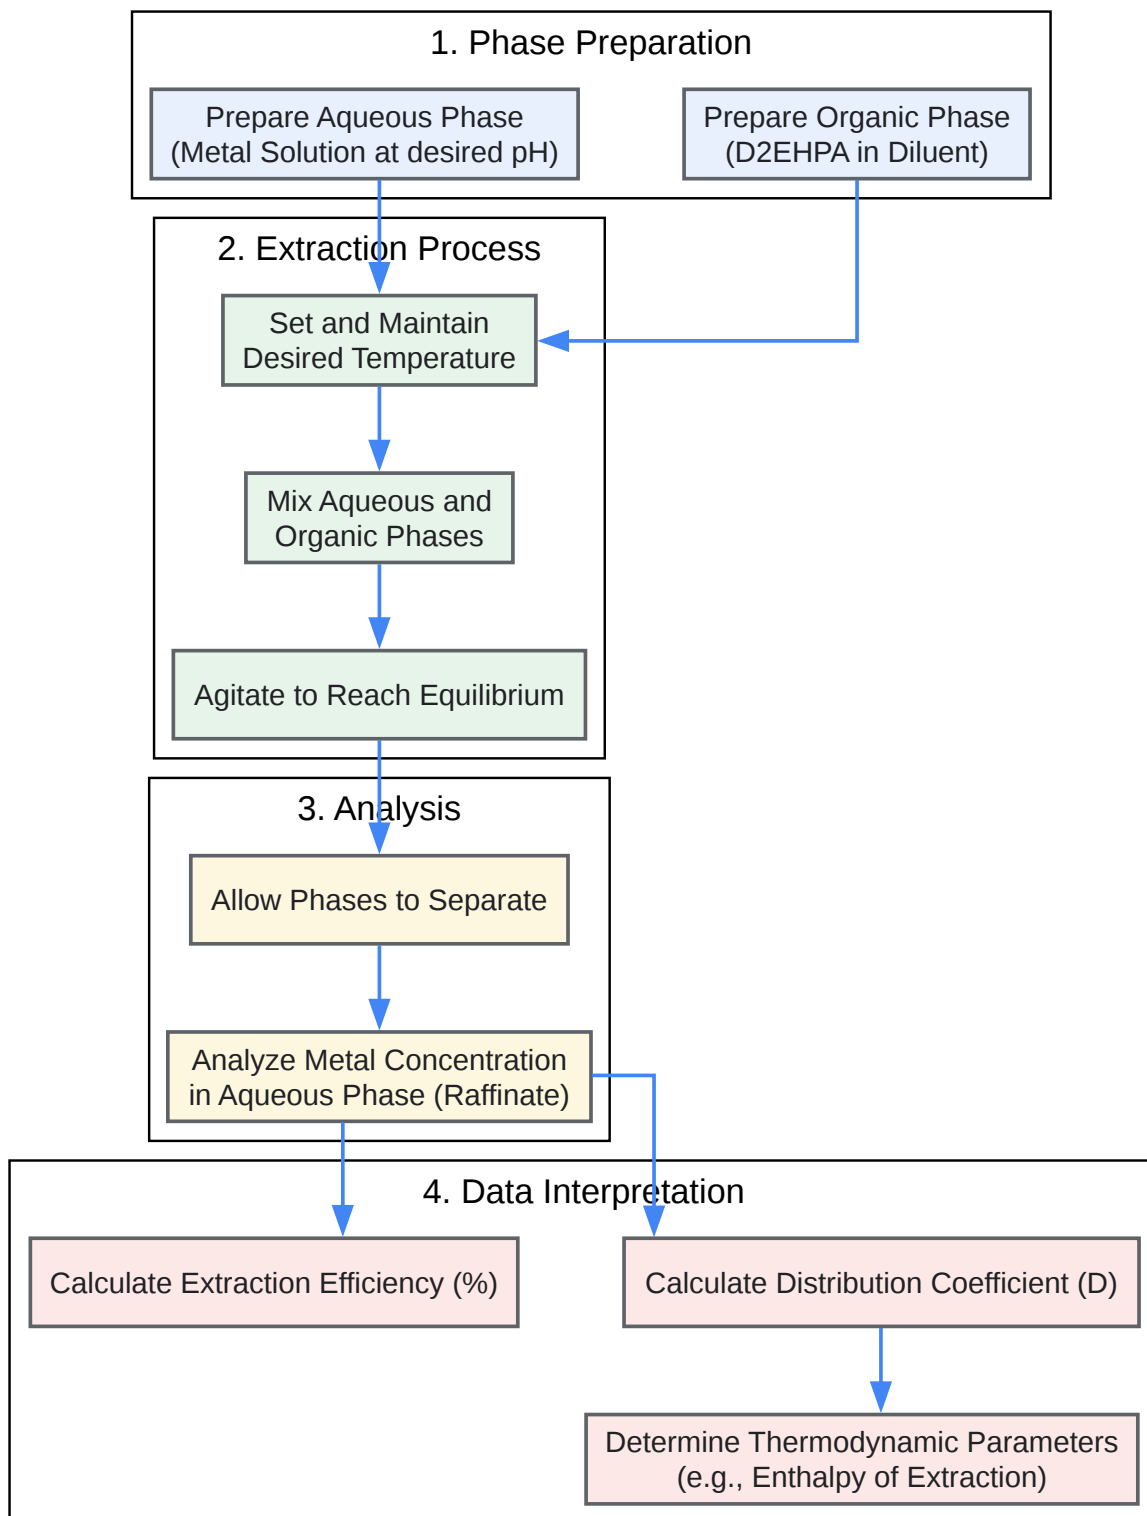 1. Phase Preparation
Prepare Aqueous Phase
(Metal Solution at desired pH)
Prepare Organic Phase
(D2EHPA in Diluent)
2. Extraction Process
Set and Maintain
Desired Temperature
Mix Aqueous and
Organic Phases
Agitate to Reach Equilibrium
3. Analysis
Allow Phases to Separate
Analyze Metal Concentration
in Aqueous Phase (Raffinate)
4. Data Interpretation
Calculate Extraction Efficiency (%)
Calculate Distribution Coefficient (D)
Determine Thermodynamic Parameters
(e.g., Enthalpy of Extraction)